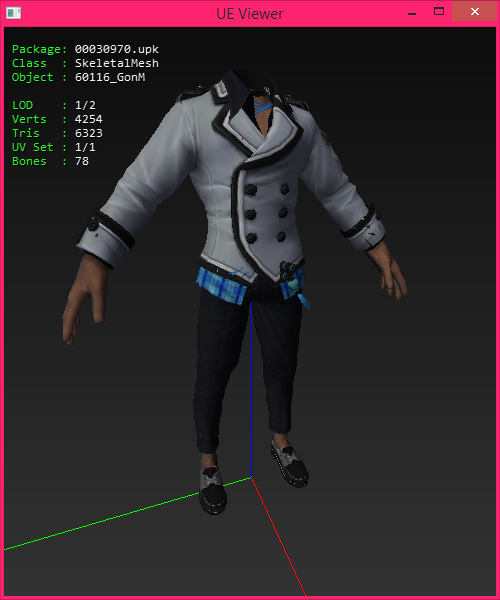 UE Viewer
Package: 00030970.upk
Class : SkeletalMesh
Object : 60116_GonM
LOD : 1/2
Verts : 4254
Tris : 6323
UV Set : 1/1
Bones : 78